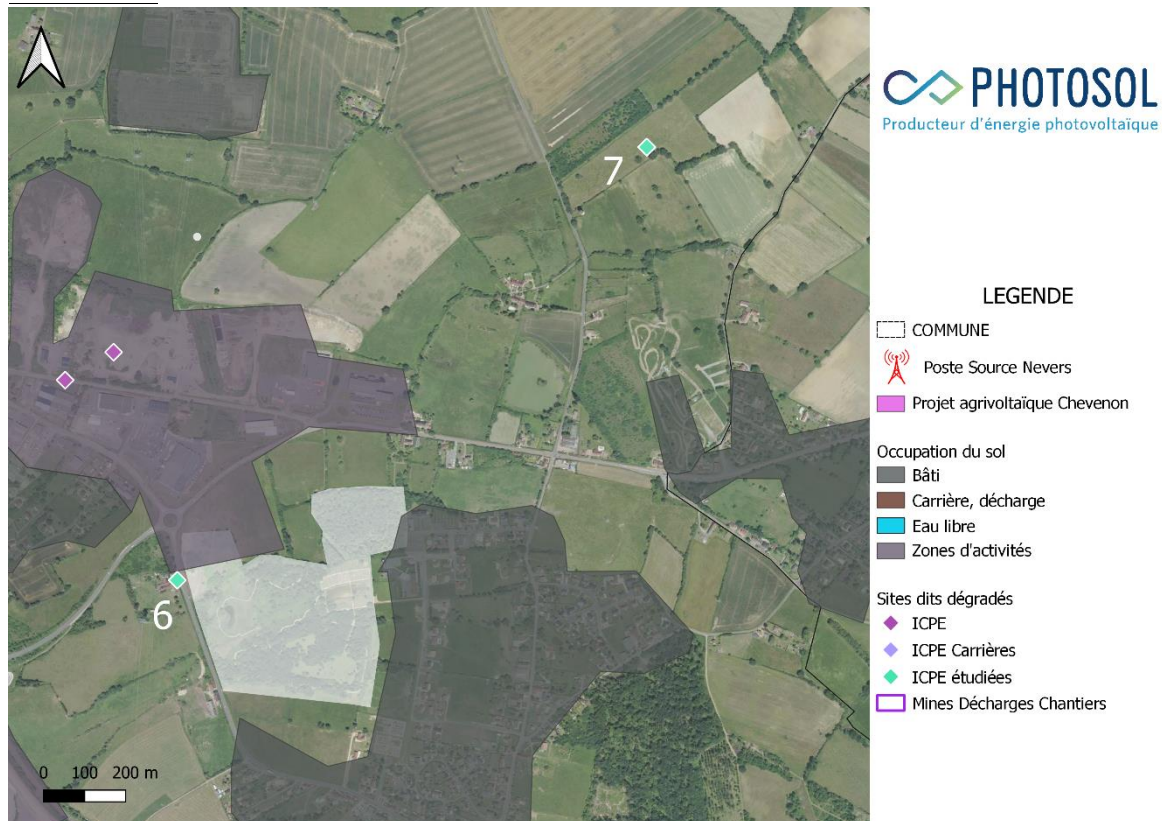 PHOTOSOL
Producteur d'énergie photovoltaïque
7
6
0 100 200 m
LEGENDE
COMMUNE
Poste Source Nevers
Projet agrivoltaïque Chevenon
Occupation du sol
Bâti
Carrière, décharge
Eau libre
Zones d'activités
Sites dits dégradés
ICPE
ICPE Carrières
ICPE étudiées
Mines Décharges Chantiers